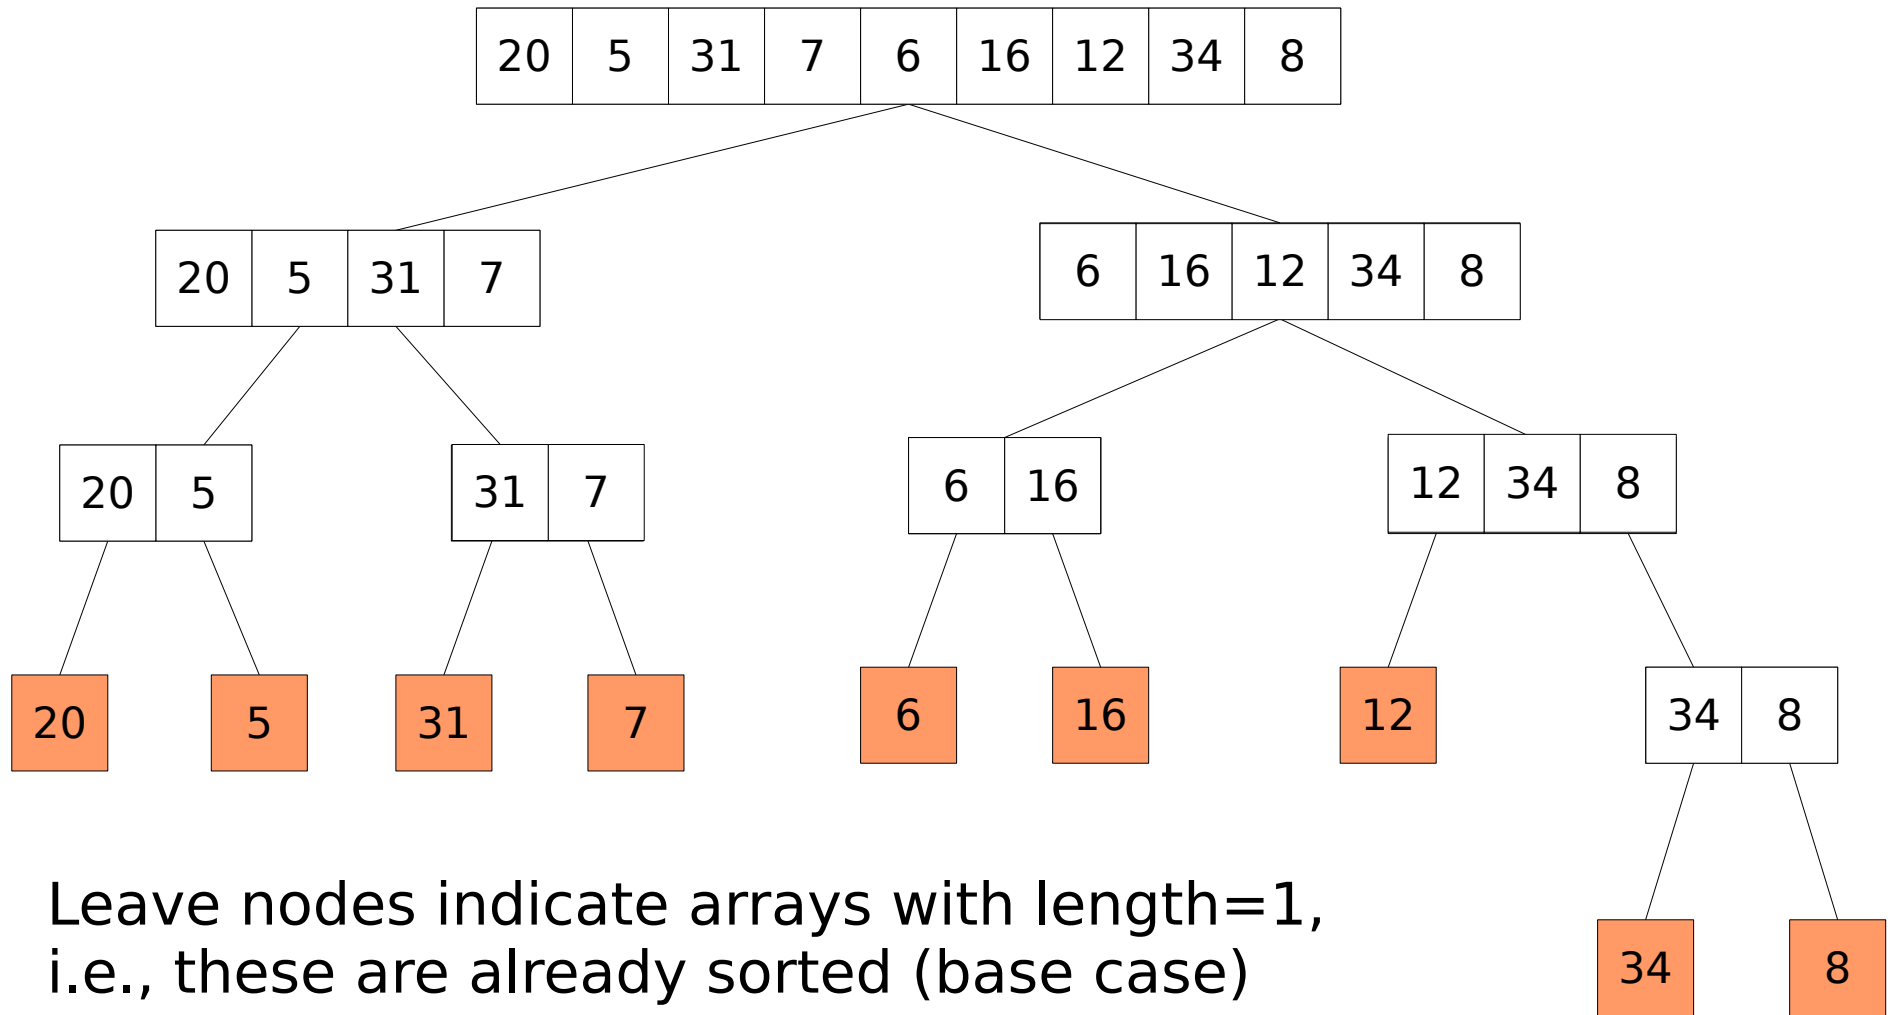 20 5 31 7 6 16 12 34 8
20 5 31 7
6 16 12 34 8
20 5
31 7
6 16
12 34 8
20
5
31
7
6
16
12
34 8
34
8
Leave nodes indicate arrays with length=1,
i.e., these are already sorted (base case)